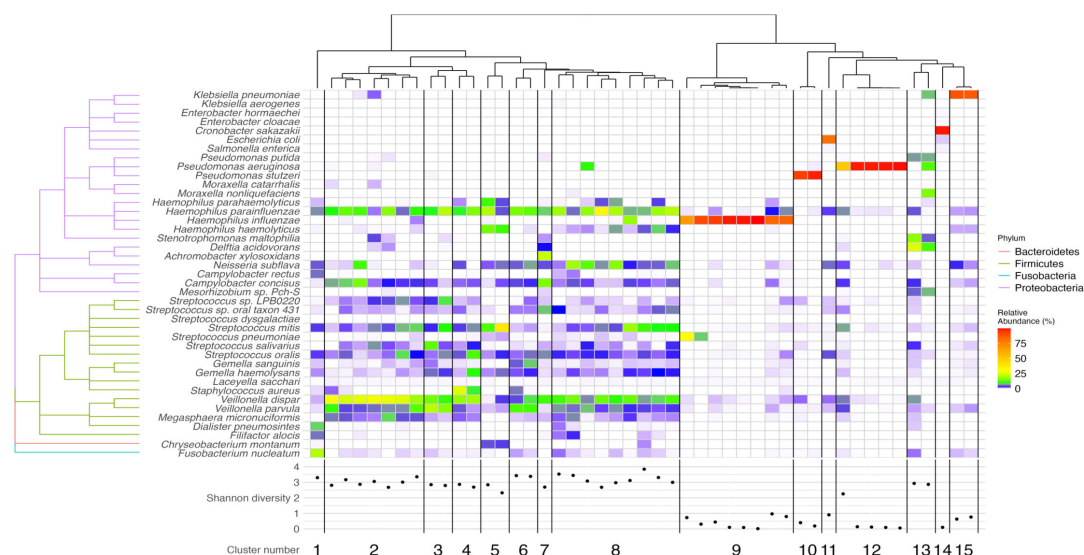 Klebsiella pneumoniae
Klebsiella aerogenes
Enterobacter hormaechei
Enterobacter cloacae
Cronobacter sakazakii
Escherichia coli
Salmonella enterica
Pseudomonas putida
Pseudomonas aeruginosa
Pseudomonas stutzeri
Moraxella catarrhalis
Moraxella nonliquefaciens
Haemophilus parahaemolyticus
Haemophilus parainfluenzae
Haemophilus influenzae
Haemophilus haemolyticus
Stenotrophomonas maltophilia
Delftia acidovorans
Achromobacter xylosoxidans
Neisseria subflava
Campylobacter rectus
Campylobacter concisus
Mesorhizobium sp. Pch-S
Streptococcus sp. LPB0220
Streptococcus sp. oral taxon 431
Streptococcus dysgalactiae
Streptococcus mitis
Streptococcus pneumoniae
Streptococcus salivarius
Streptococcus oralis
Gemella sanguinis
Gemella haemolysans
Laceyella sacchari
Staphylococcus aureus
Veillonella dispar
Veillonella parvula
Megasphaera micronuciformis
Dialister pneumosintes
Filifactor alocis
Chryseobacterium montanum
Fusobacterium nucleatum
Phylum
Bacteroidetes
Firmicutes
Fusobacteria
Proteobacteria
Relative
Abundance (%)
75
50
25
0
4
3
Shannon diversity 2
1
0
Cluster number 1 2 3 4 5 6 7 8 9 10 11 12 13 14 15